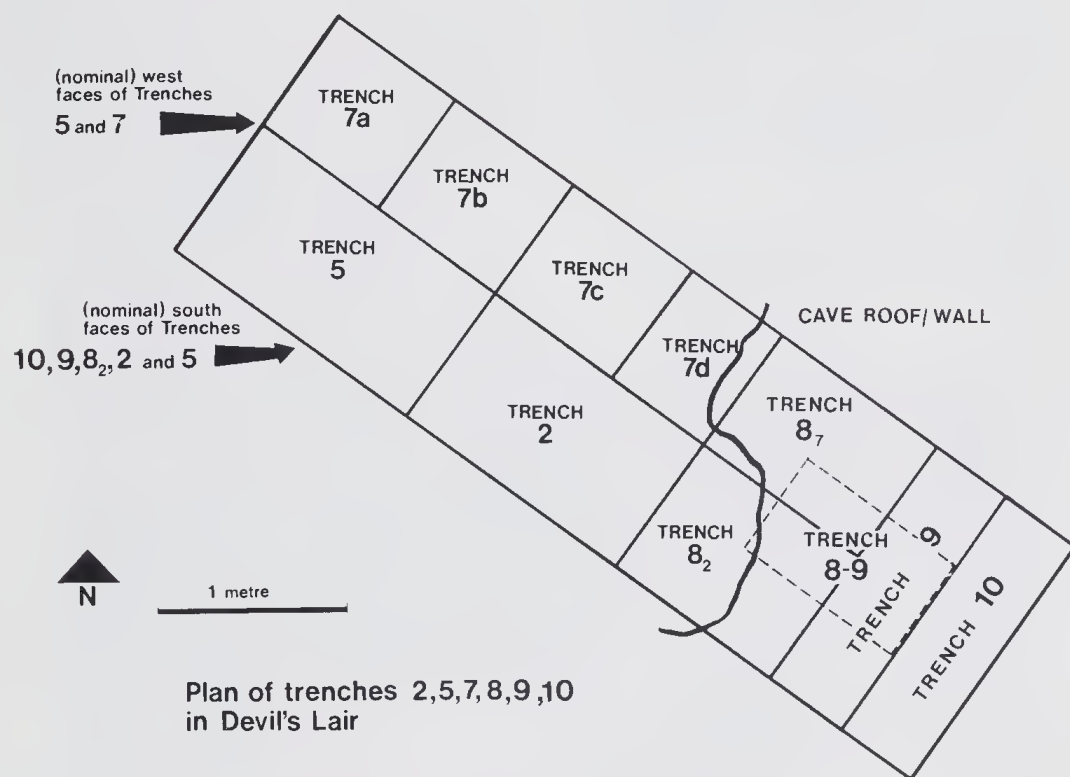 (nominal) west
faces of Trenches
5 and 7
TRENCH
7a
TRENCH
7b
TRENCH
5
TRENCH
7c
(nominal) south
faces of Trenches
10, 9, 8₂, 2 and 5
CAVE ROOF/WALL
TRENCH
7d
TRENCH
2
TRENCH
8₇
TRENCH
8₂
TRENCH
8-9
TRENCH 9
TRENCH 10
N
1 metre
Plan of trenches 2,5,7,8,9,10
in Devil's Lair